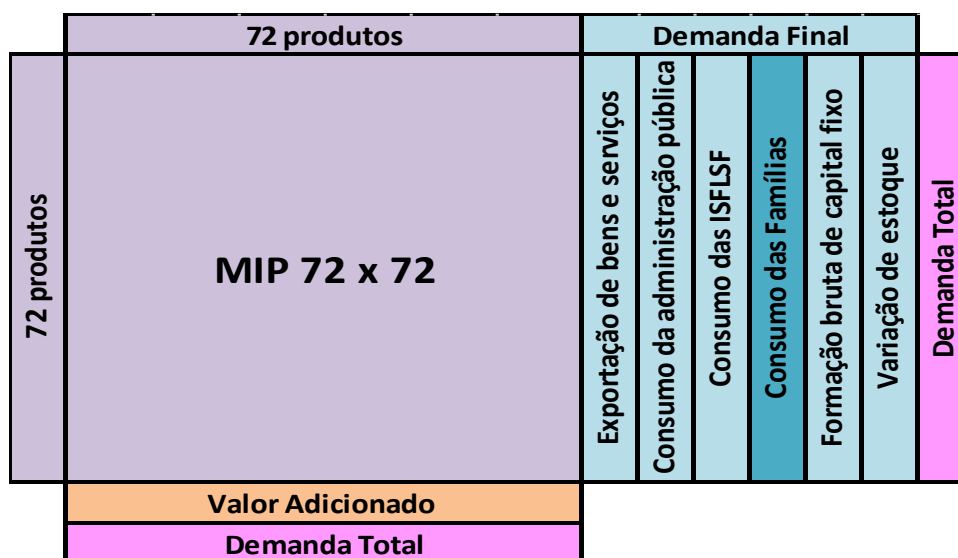 72 produtos
Demanda Final
72 produtos
MIP 72 x 72
Exportação de bens e serviços
Consumo da administração pública
Consumo das ISFLSF
Consumo das Famílias
Formação bruta de capital fixo
Variação de estoque
Demanda Total
Valor Adicionado
Demanda Total